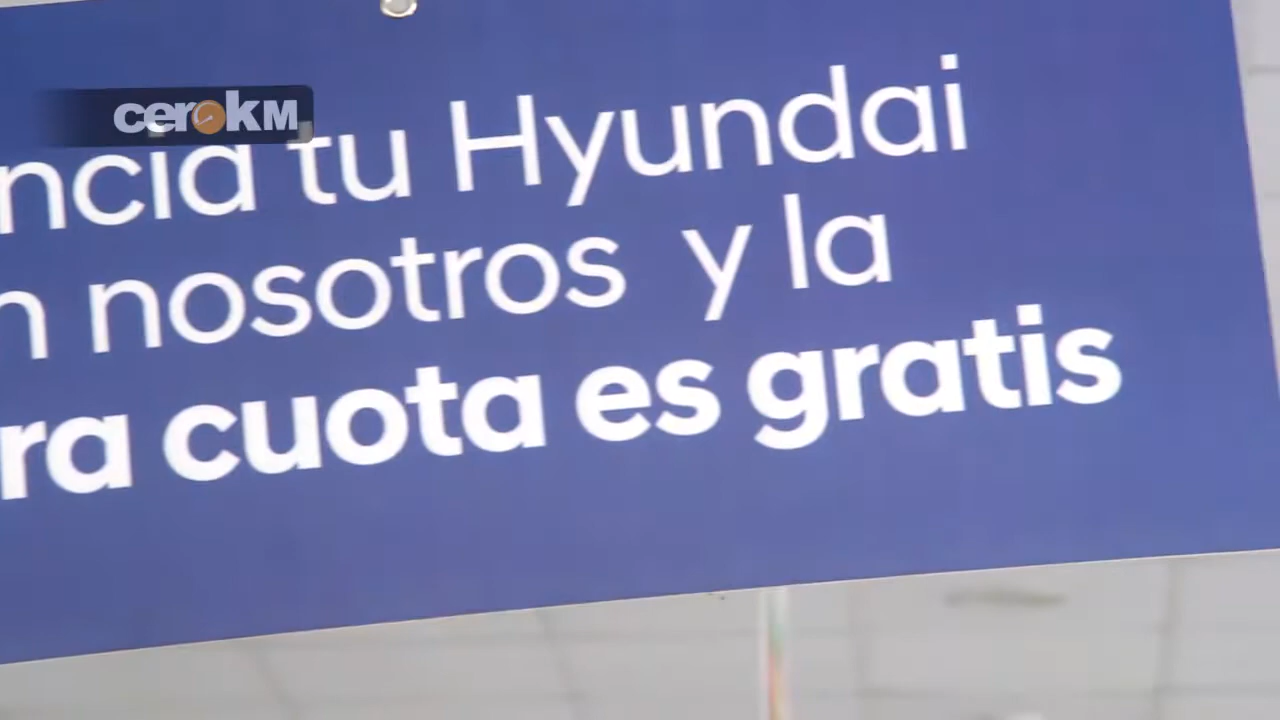 ceroKM
ncia tu Hyundai
n nosotros y la
ra cuota es gratis